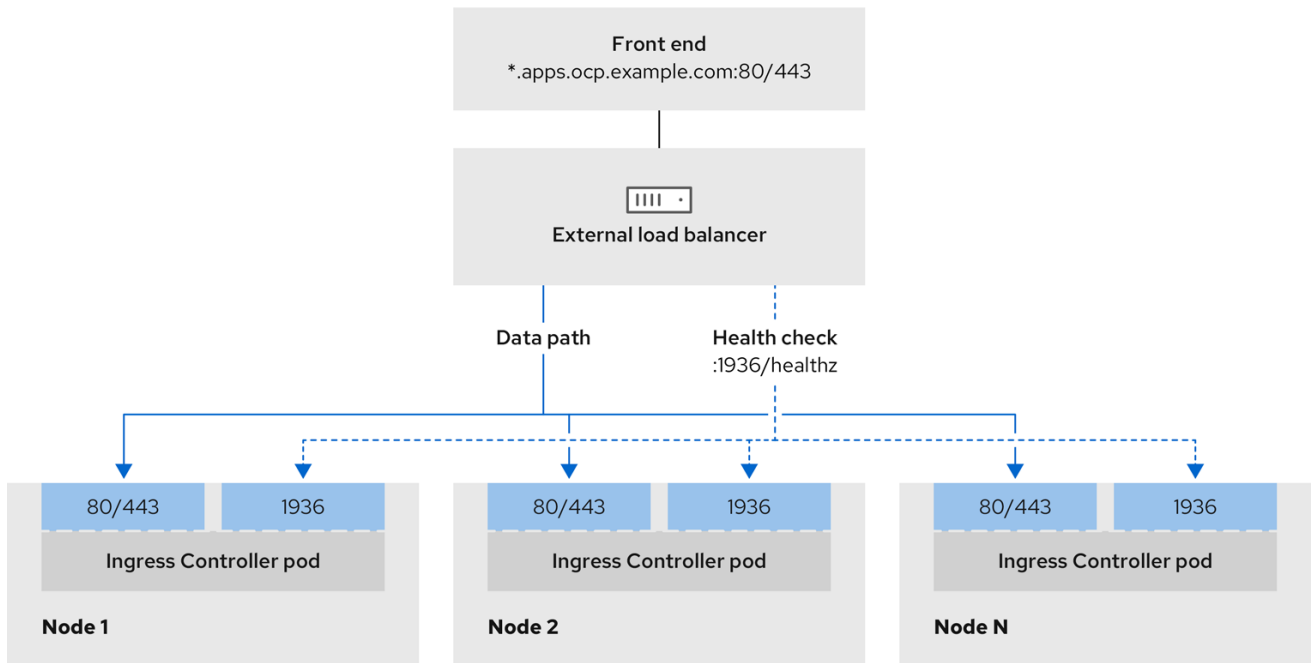 Front end
*.apps.ocp.example.com:80/443
External load balancer
Data path
Health check
:1936/healthz
80/443
1936
Ingress Controller pod
Node 1
80/443
1936
Ingress Controller pod
Node 2
80/443
1936
Ingress Controller pod
Node N